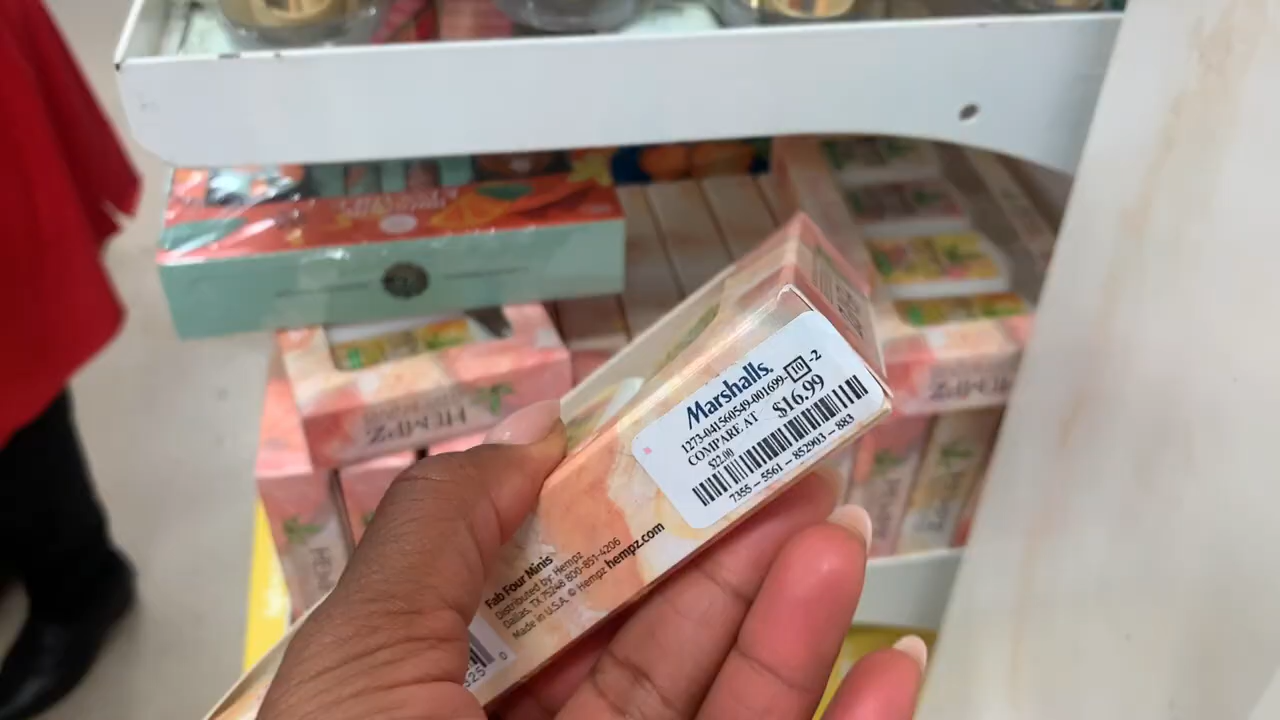 Marshalls.
1273-041560549-001699- 10 -2
COMPARE AT $16.99
$22.00
7355 – 5561 – 852903 – 883
Fab Four Minis
Distributed by: Hempz
Dallas, TX 75248 800-851-4206
Made in U.S.A. © Hempz hempz.com
HEMPZ
HEMPZ